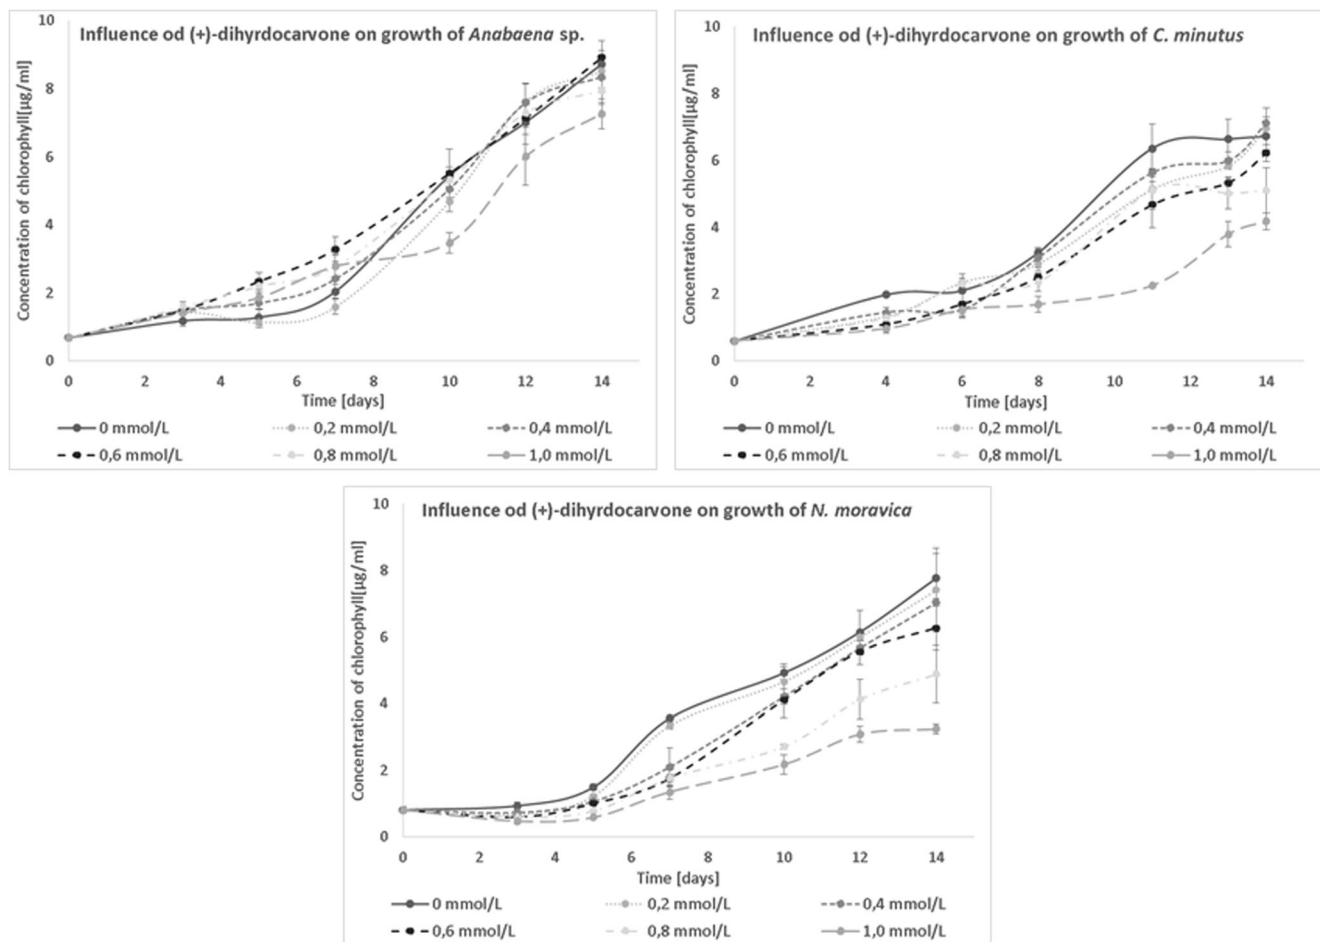 Influence od (+)-dihyrdocarvone on growth of Anabaena sp.
Concentration of chlorophyll[µg/ml]
10
8
6
4
2
0
0 2 4 6 8 10 12 14
Time [days]
0 mmol/L 0,2 mmol/L 0,4 mmol/L
0,6 mmol/L 0,8 mmol/L 1,0 mmol/L
Influence od (+)-dihyrdocarvone on growth of C. minutus
Concentration of chlorophyll[µg/ml]
10
8
6
4
2
0
0 2 4 6 8 10 12 14
Time [days]
0 mmol/L 0,2 mmol/L 0,4 mmol/L
0,6 mmol/L 0,8 mmol/L 1,0 mmol/L
Influence od (+)-dihyrdocarvone on growth of N. moravica
Concentration of chlorophyll[µg/ml]
10
8
6
4
2
0
0 2 4 6 8 10 12 14
Time [days]
0 mmol/L 0,2 mmol/L 0,4 mmol/L
0,6 mmol/L 0,8 mmol/L 1,0 mmol/L